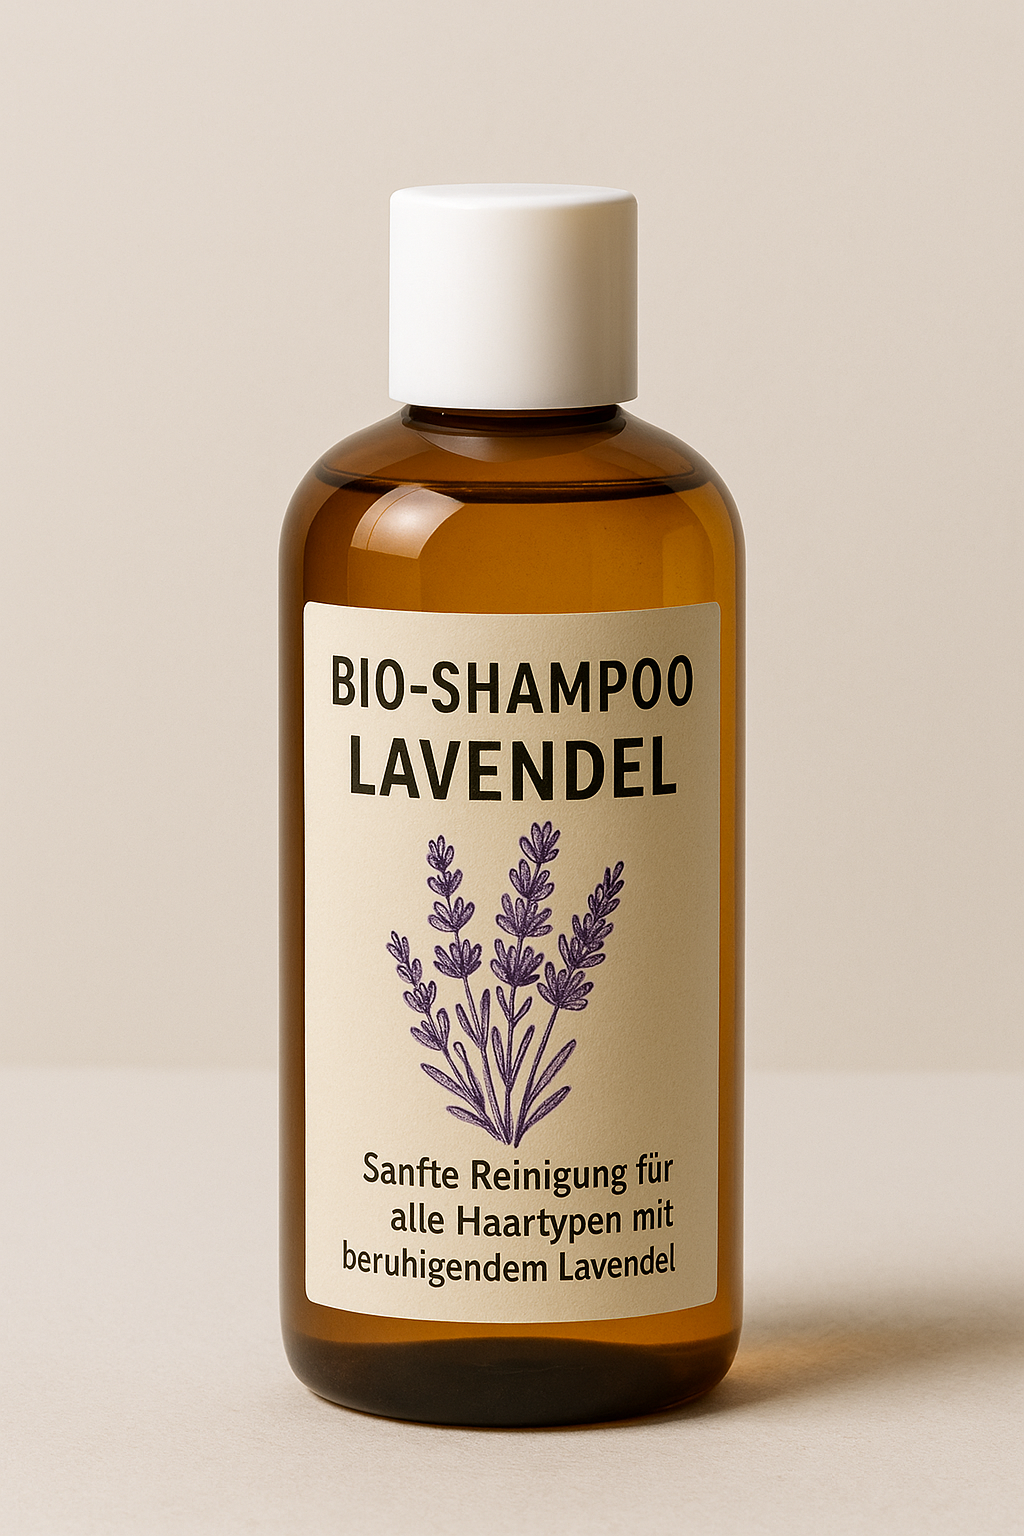 BIO-SHAMPOO
LAVENDEL
Sanfte Reinigung für
alle Haartypen mit
beruhigendem Lavendel